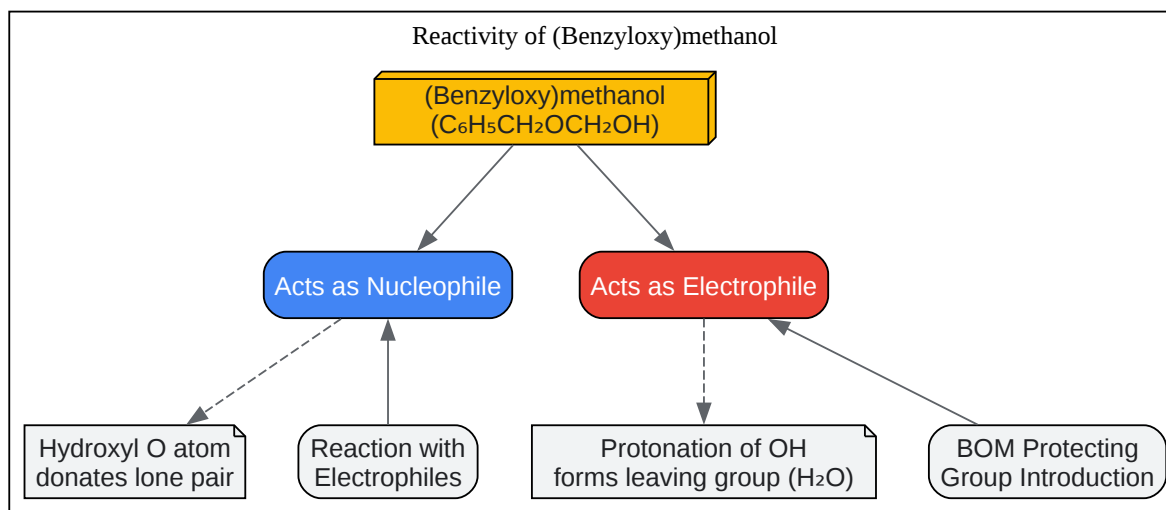 Reactivity of (Benzyloxy)methanol
(Benzyloxy)methanol
(C₆H₅CH₂OCH₂OH)
Acts as Nucleophile
Acts as Electrophile
Hydroxyl O atom
donates lone pair
Reaction with
Electrophiles
Protonation of OH
forms leaving group (H₂O)
BOM Protecting
Group Introduction